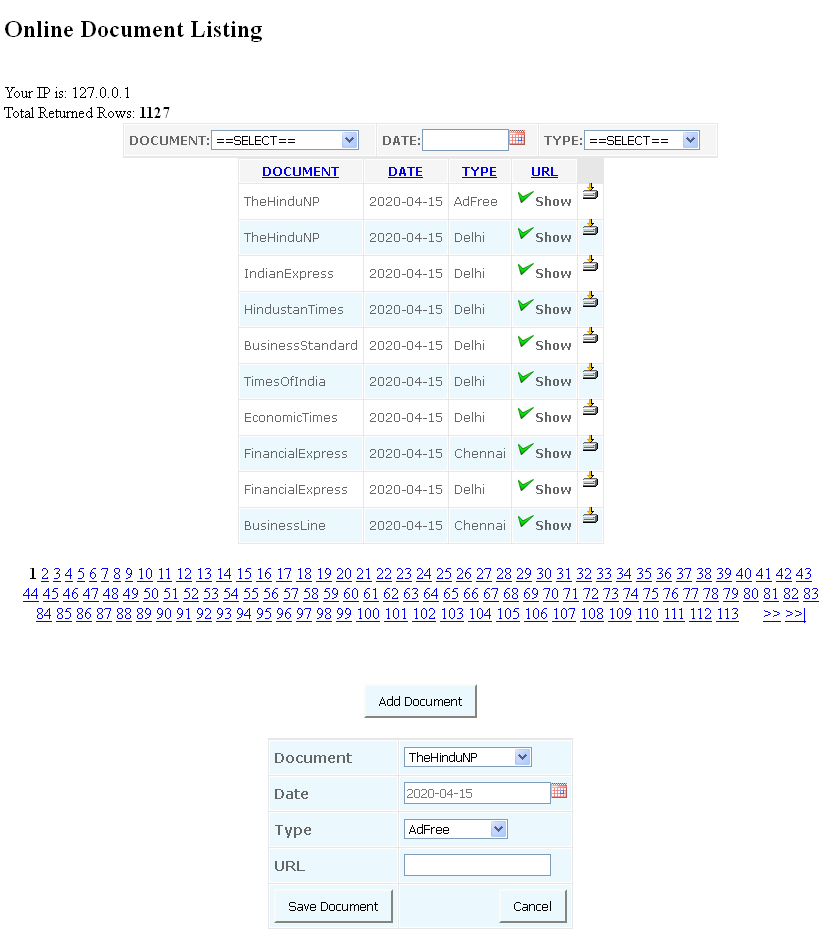 Online Document Listing
Your IP is: 127.0.0.1
Total Returned Rows: 1127
DOCUMENT: ==SELECT== DATE: TYPE: ==SELECT==
DOCUMENT DATE TYPE URL
TheHinduNP 2020-04-15 AdFree Show
TheHinduNP 2020-04-15 Delhi Show
IndianExpress 2020-04-15 Delhi Show
HindustanTimes 2020-04-15 Delhi Show
BusinessStandard 2020-04-15 Delhi Show
TimesOfIndia 2020-04-15 Delhi Show
EconomicTimes 2020-04-15 Delhi Show
FinancialExpress 2020-04-15 Chennai Show
FinancialExpress 2020-04-15 Delhi Show
BusinessLine 2020-04-15 Chennai Show
1 2 3 4 5 6 7 8 9 10 11 12 13 14 15 16 17 18 19 20 21 22 23 24 25 26 27 28 29 30 31 32 33 34 35 36 37 38 39 40 41 42 43
44 45 46 47 48 49 50 51 52 53 54 55 56 57 58 59 60 61 62 63 64 65 66 67 68 69 70 71 72 73 74 75 76 77 78 79 80 81 82 83
84 85 86 87 88 89 90 91 92 93 94 95 96 97 98 99 100 101 102 103 104 105 106 107 108 109 110 111 112 113 >> >>|
Add Document
Document TheHinduNP
Date 2020-04-15
Type AdFree
URL
Save Document Cancel